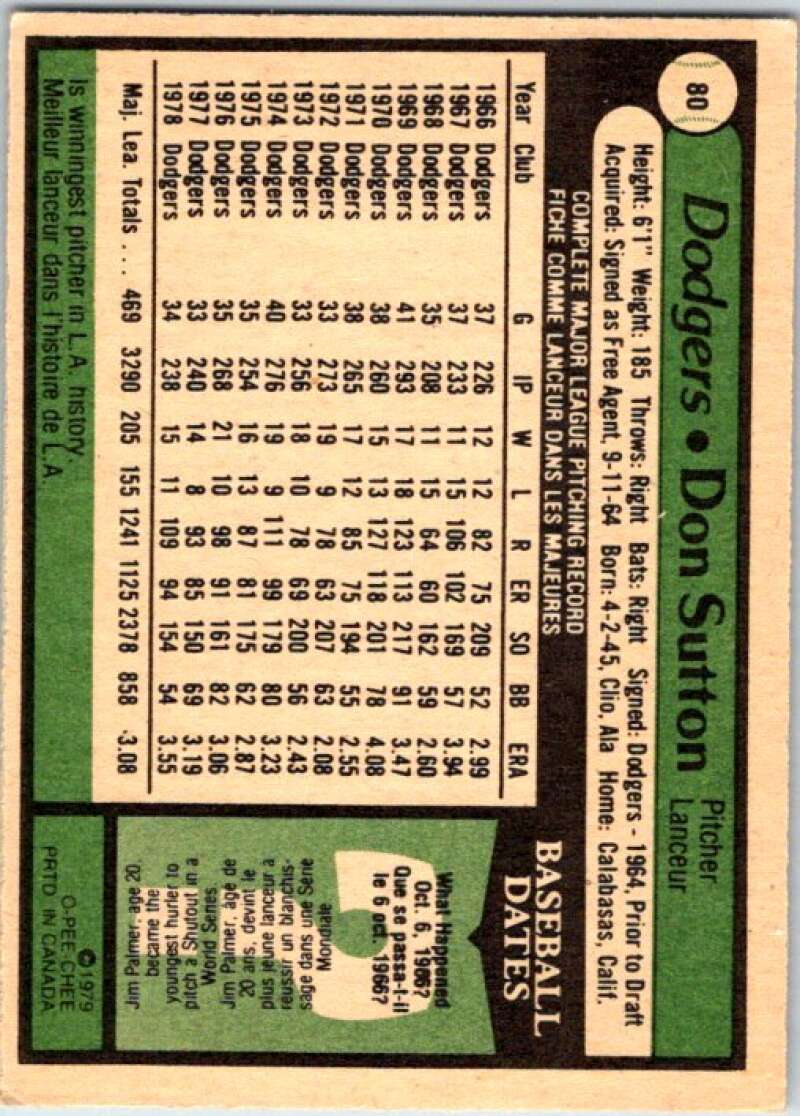 80
Dodgers • Don Sutton
Pitcher
Lanceur
Height: 6'1" Weight: 185 Throws: Right Bats: Right Signed: Dodgers - 1964, Prior to Draft
Acquired: Signed as Free Agent, 9-11-64 Born: 4-2-45, Clio, Ala Home: Calabasas, Calif.
COMPLETE MAJOR LEAGUE PITCHING RECORD
FICHE COMME LANCEUR DANS LES MAJEURES
Year Club G IP W L R ER SO BB ERA
1966 Dodgers 37 226 12 12 82 75 209 52 2.99
1967 Dodgers 37 233 11 15 106 102 169 57 3.94
1968 Dodgers 35 208 11 15 64 60 162 59 2.60
1969 Dodgers 41 293 17 18 123 113 217 91 3.47
1970 Dodgers 38 260 15 13 127 118 201 78 4.08
1971 Dodgers 38 265 17 12 85 75 194 55 2.55
1972 Dodgers 33 273 19 9 78 63 207 63 2.08
1973 Dodgers 33 256 18 10 78 69 200 56 2.43
1974 Dodgers 40 276 19 9 111 99 179 80 3.23
1975 Dodgers 35 254 16 13 87 81 175 62 2.87
1976 Dodgers 35 268 21 10 98 91 161 82 3.06
1977 Dodgers 33 240 14 8 93 85 150 69 3.19
1978 Dodgers 34 238 15 11 109 94 154 54 3.55
Maj. Lea. Totals . . . 469 3290 205 155 1241 1125 2378 858 3.08
Is winningest pitcher in L.A. history.
Meilleur lanceur dans l'histoire de L.A
BASEBALL
DATES
What Happened
Oct. 6, 1966?
Que se passa-t-il
le 6 oct. 1966?
Jim Palmer, age 20,
became the
youngest hurler to
pitch a Shutout in a
World Series
Jim Palmer, âge de
20 ans, devint le
plus jeune lanceur à
réussir un blanchis-
sage dans une Série
Mondiale
©1979
O-PEE-CHEE
PRTD IN CANADA